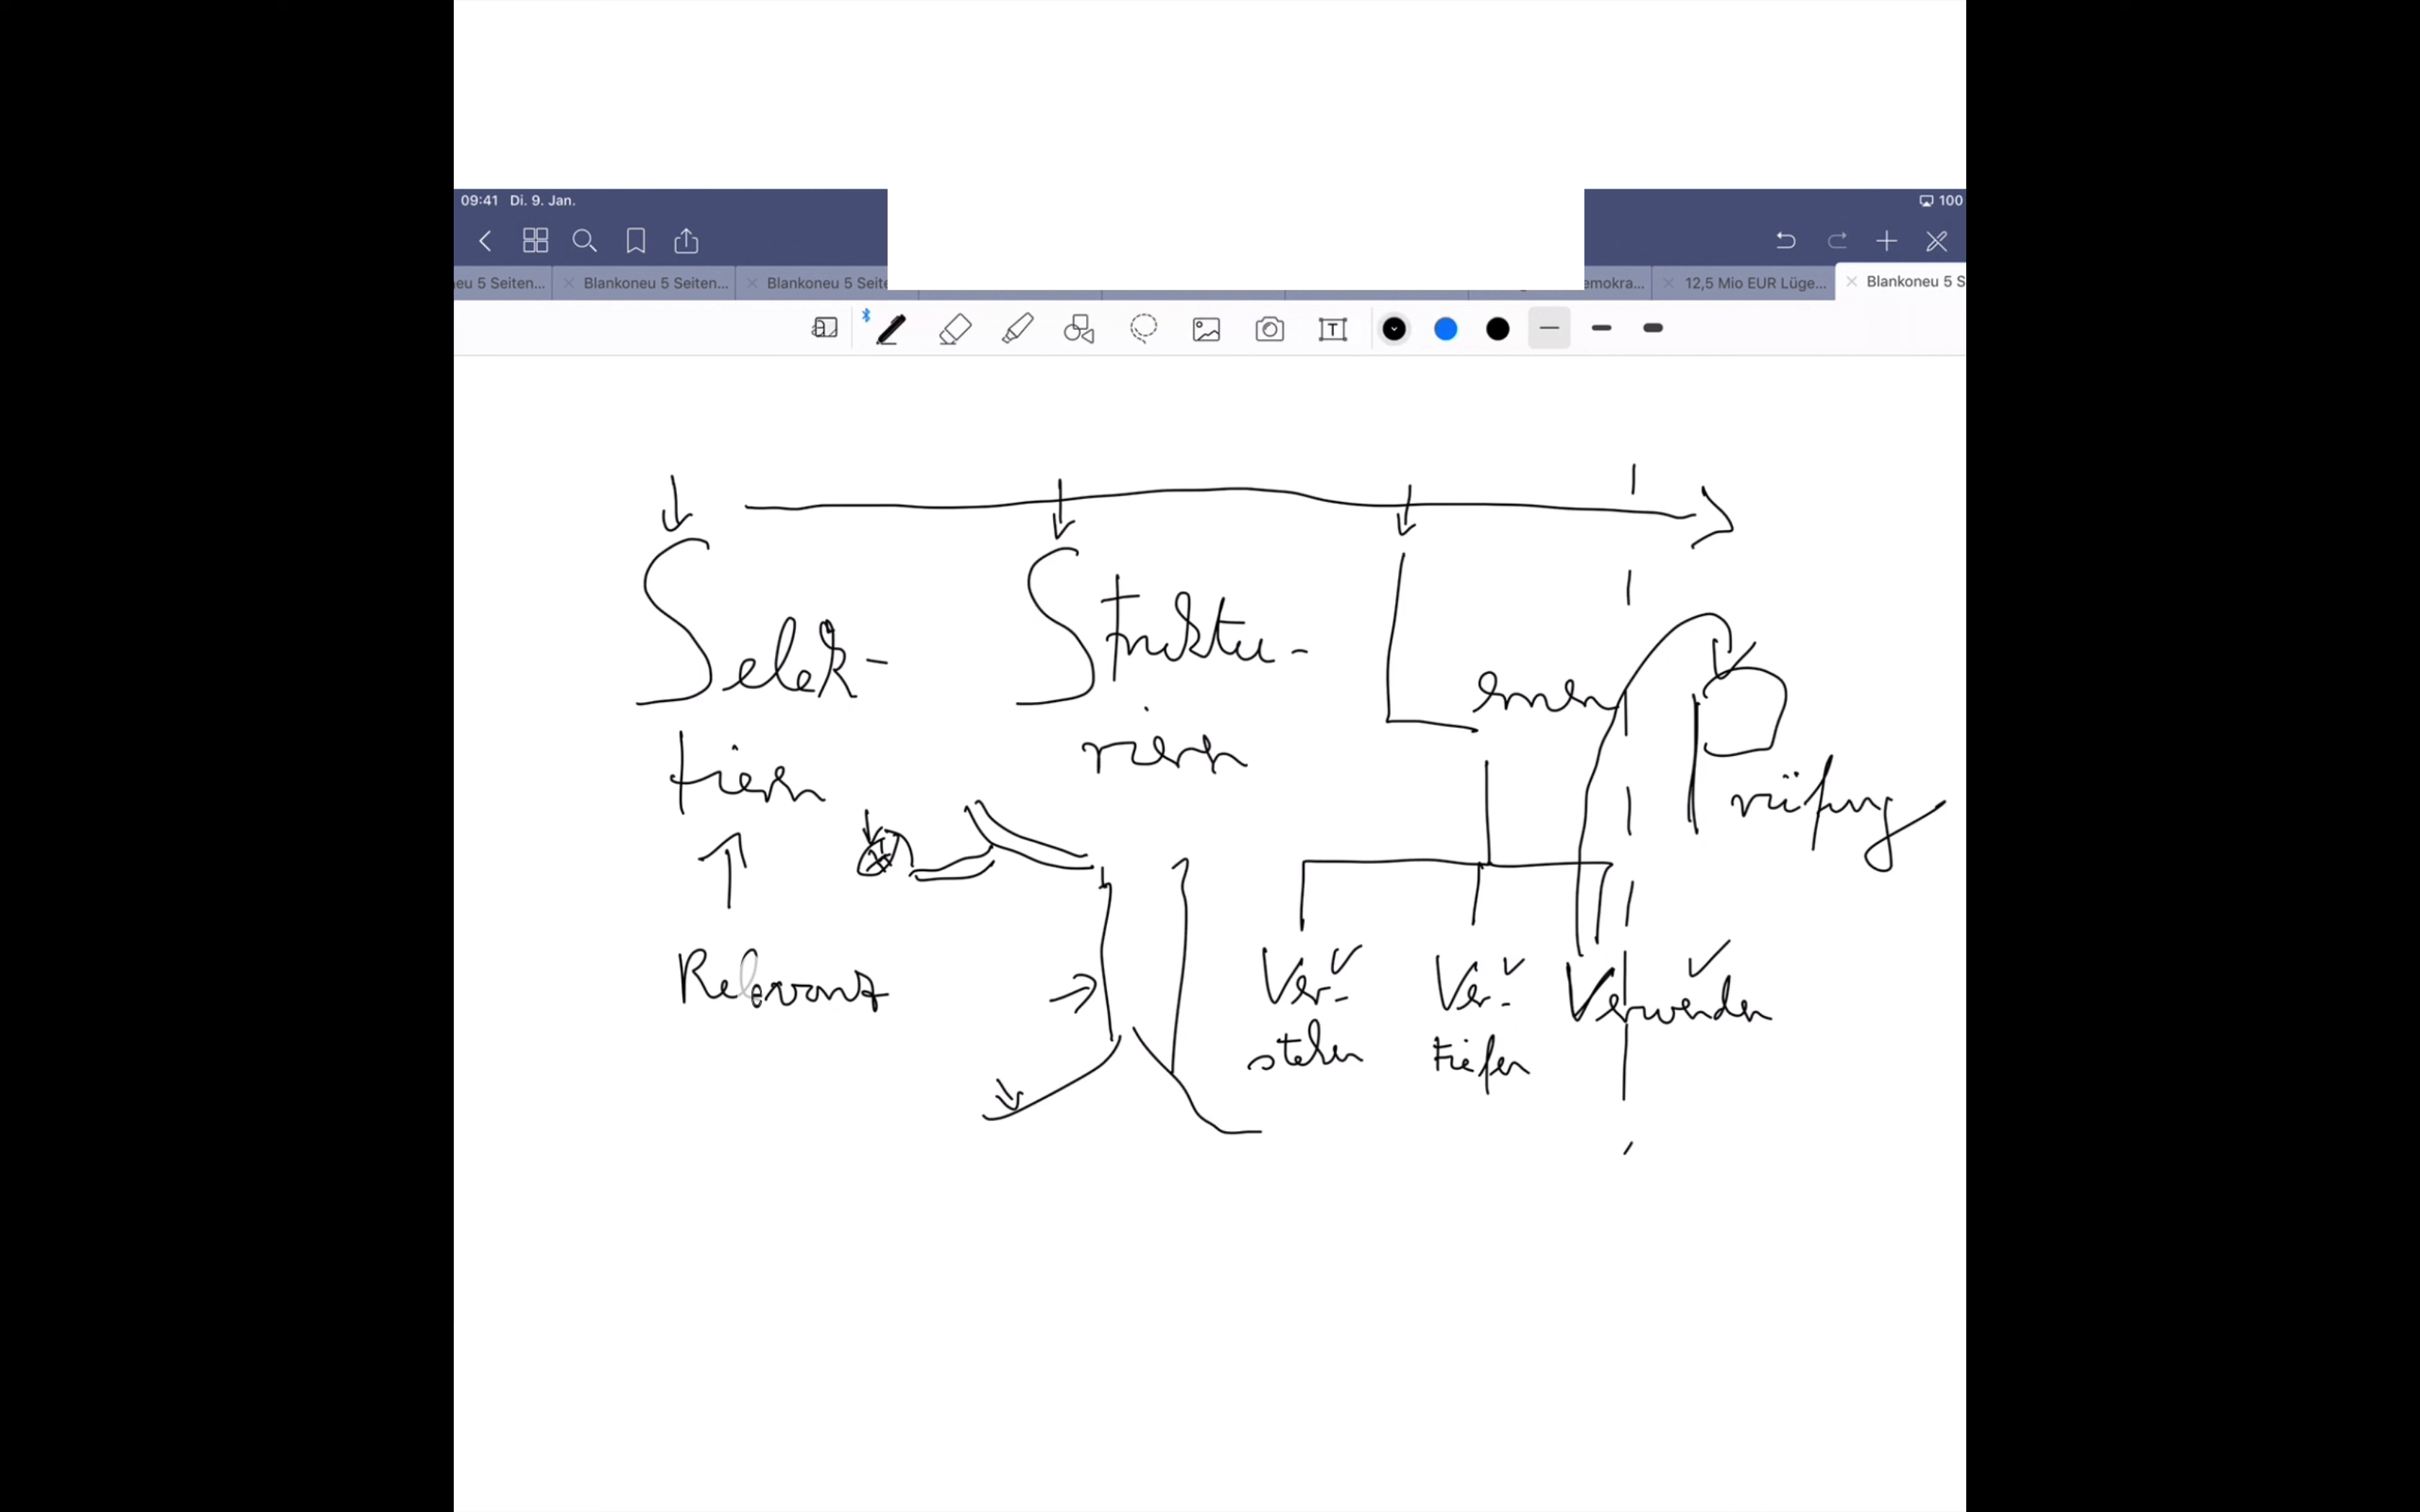 09:41 Di. 9. Jan.
100
eu 5 Seiten...
Blankoneu 5 Seiten...
Blankoneu 5 Seite
emokra...
12,5 Mio EUR Lüge...
Blankoneu 5 S
Selek-
tieren
Struktu-
rieren
Lernen
Prüfung
Relevanz
Ver-
stehen
Ver-
tiefen
Verwenden